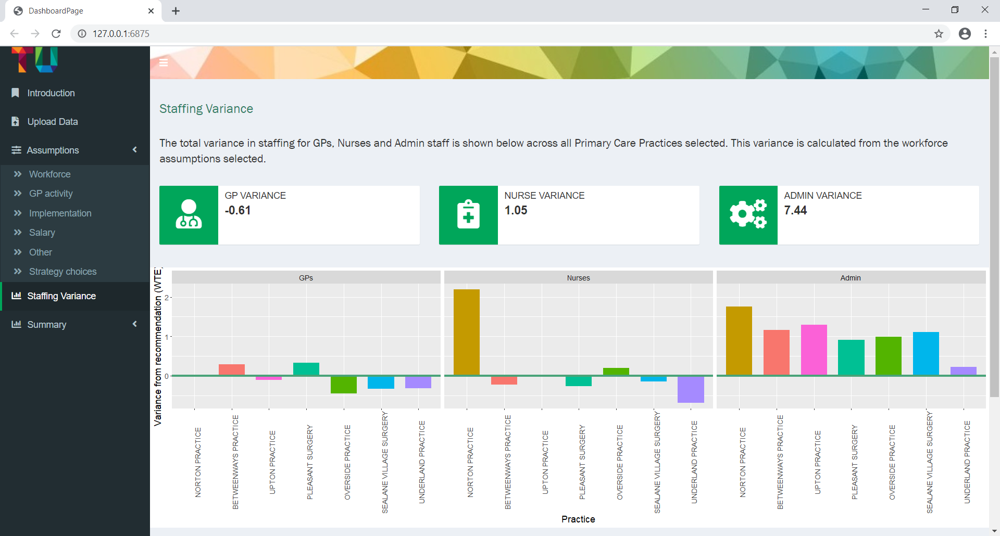 DashboardPage
127.0.0.1:6875
TU
Introduction
Upload Data
Assumptions
Workforce
GP activity
Implementation
Salary
Other
Strategy choices
Staffing Variance
Summary
Staffing Variance
The total variance in staffing for GPs, Nurses and Admin staff is shown below across all Primary Care Practices selected. This variance is calculated from the workforce
assumptions selected.
GP VARIANCE
-0.61
NURSE VARIANCE
1.05
ADMIN VARIANCE
7.44
Variance from recommendation (WTE)
GPs
Nurses
Admin
2
1
0
NORTON PRACTICE
BETWEENWAYS PRACTICE
UPTON PRACTICE
PLEASANT SURGERY
OVERSIDE PRACTICE
SEALANE VILLAGE SURGERY
UNDERLAND PRACTICE
NORTON PRACTICE
BETWEENWAYS PRACTICE
UPTON PRACTICE
PLEASANT SURGERY
OVERSIDE PRACTICE
SEALANE VILLAGE SURGERY
UNDERLAND PRACTICE
NORTON PRACTICE
BETWEENWAYS PRACTICE
UPTON PRACTICE
PLEASANT SURGERY
OVERSIDE PRACTICE
SEALANE VILLAGE SURGERY
UNDERLAND PRACTICE
Practice